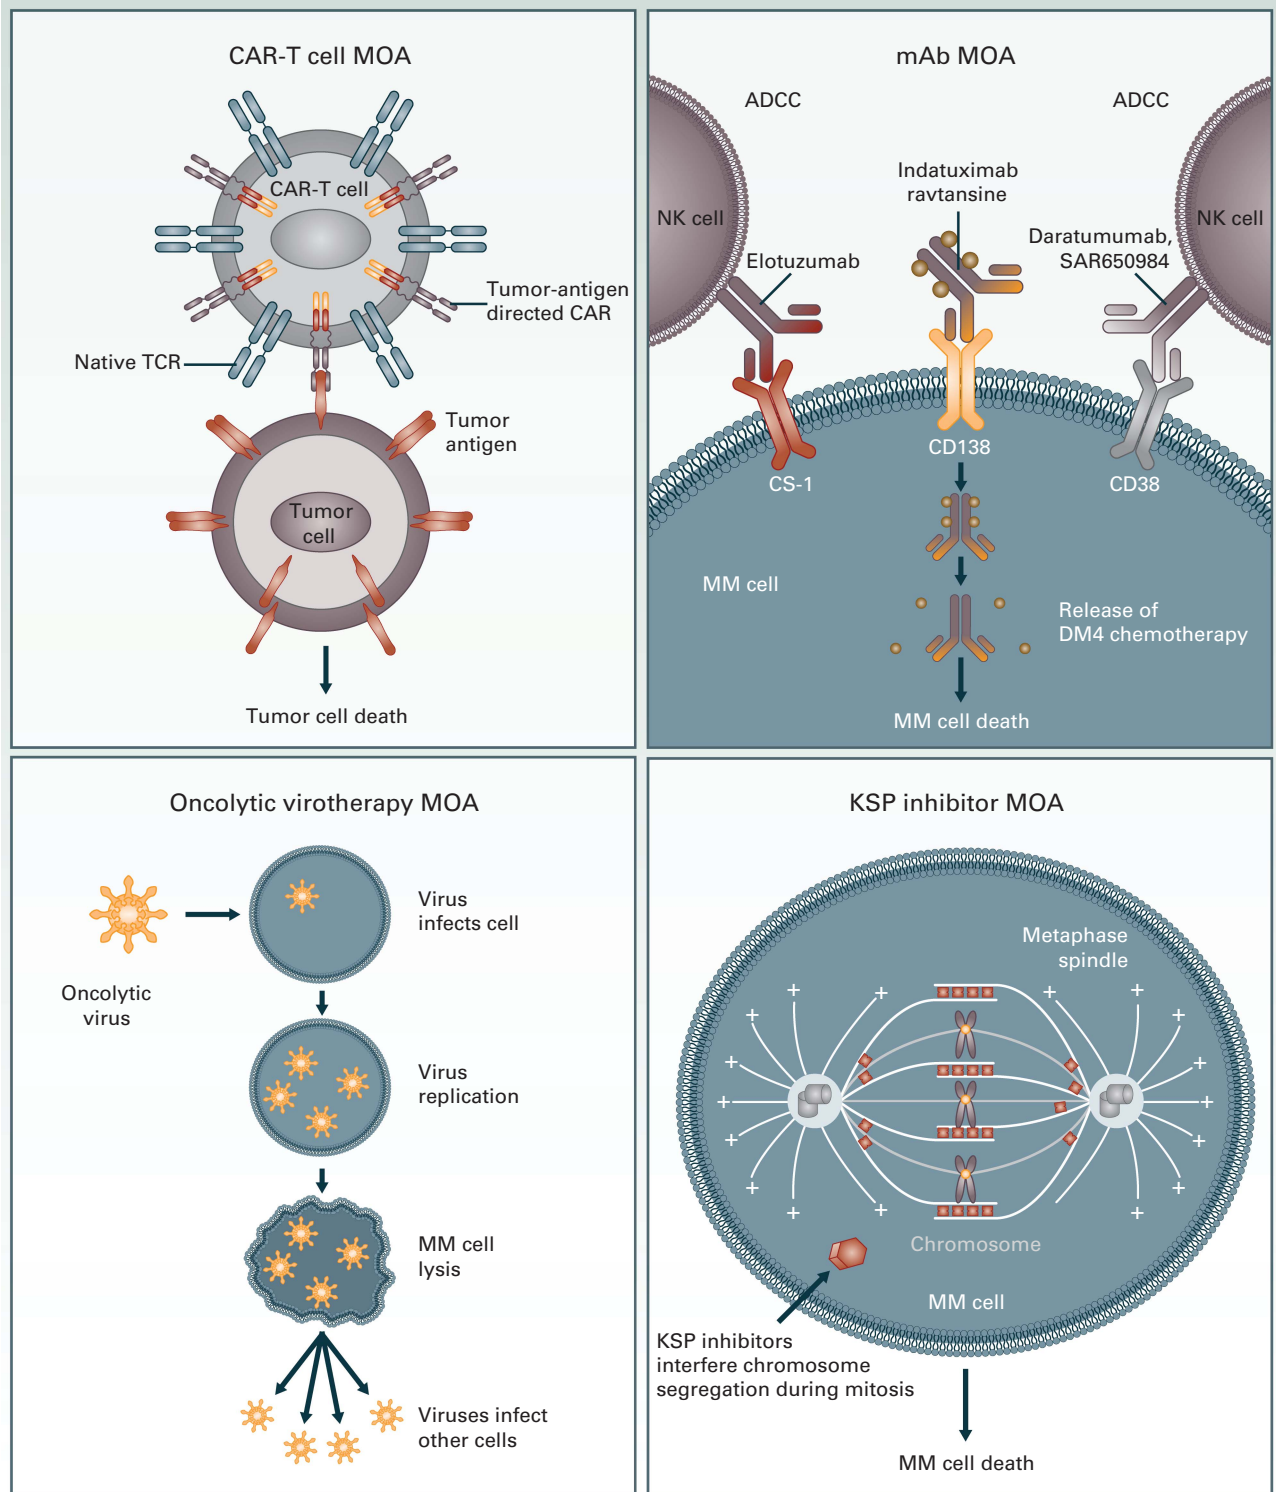 CAR-T cell MOA
CAR-T cell
Tumor-antigen
directed CAR
Native TCR
Tumor
antigen
Tumor
cell
Tumor cell death
mAb MOA
ADCC
ADCC
Indatuximab
ravtansine
NK cell
NK cell
Daratumumab,
SAR650984
Elotuzumab
CD138
CS-1
CD38
MM cell
Release of
DM4 chemotherapy
MM cell death
Oncolytic virotherapy MOA
Virus
infects cell
Oncolytic
virus
Virus
replication
MM cell
lysis
Viruses infect
other cells
KSP inhibitor MOA
Metaphase
spindle
+ + + +
+ +
+ +
+ +
+ +
+ +
+ + +
Chromosome
MM cell
KSP inhibitors
interfere chromosome
segregation during mitosis
MM cell death